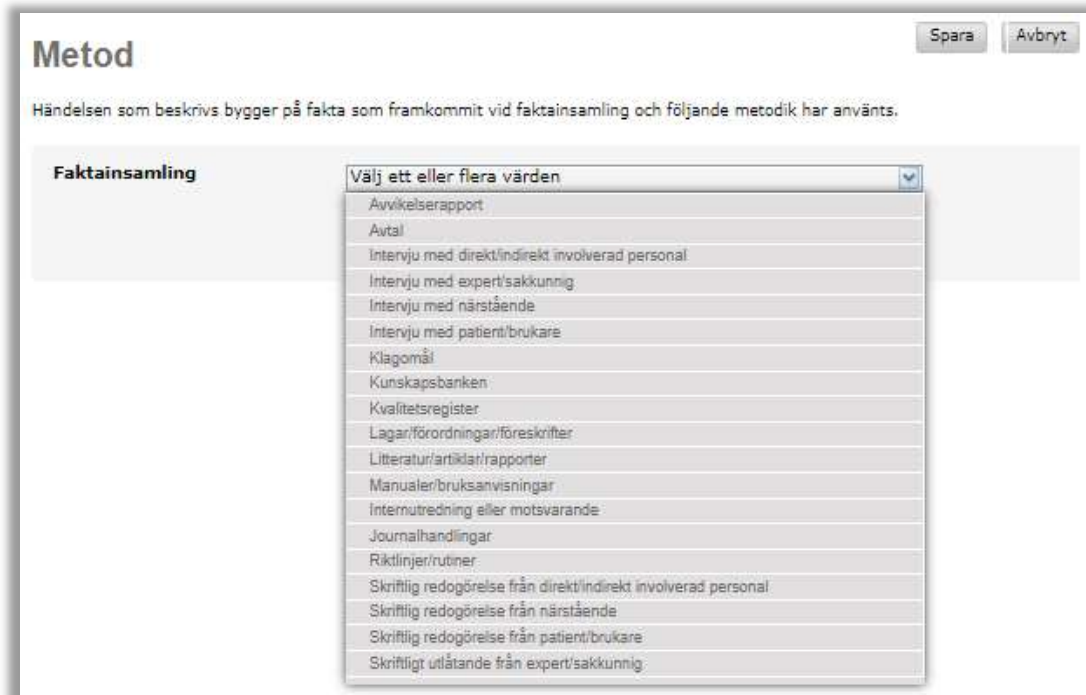 Spara Avbryt
Metod
Händelsen som beskrivs bygger på fakta som framkommit vid faktainsamling och följande metodik har använts.
Faktainsamling Välj ett eller flera värden
Avvikelserapport
Avtal
Intervju med direkt/indirekt involverad personal
Intervju med expert/sakkunnig
Intervju med närstående
Intervju med patient/brukare
Klagomål
Kunskapsbanken
Kvalitetsregister
Lagar/förordningar/föreskrifter
Litteratur/artiklar/rapporter
Manualer/bruksanvisningar
Internutredning eller motsvarande
Journalhandlingar
Riktlinjer/rutiner
Skriftlig redogörelse från direkt/indirekt involverad personal
Skriftlig redogörelse från närstående
Skriftlig redogörelse från patient/brukare
Skriftligt utlåtande från expert/sakkunnig